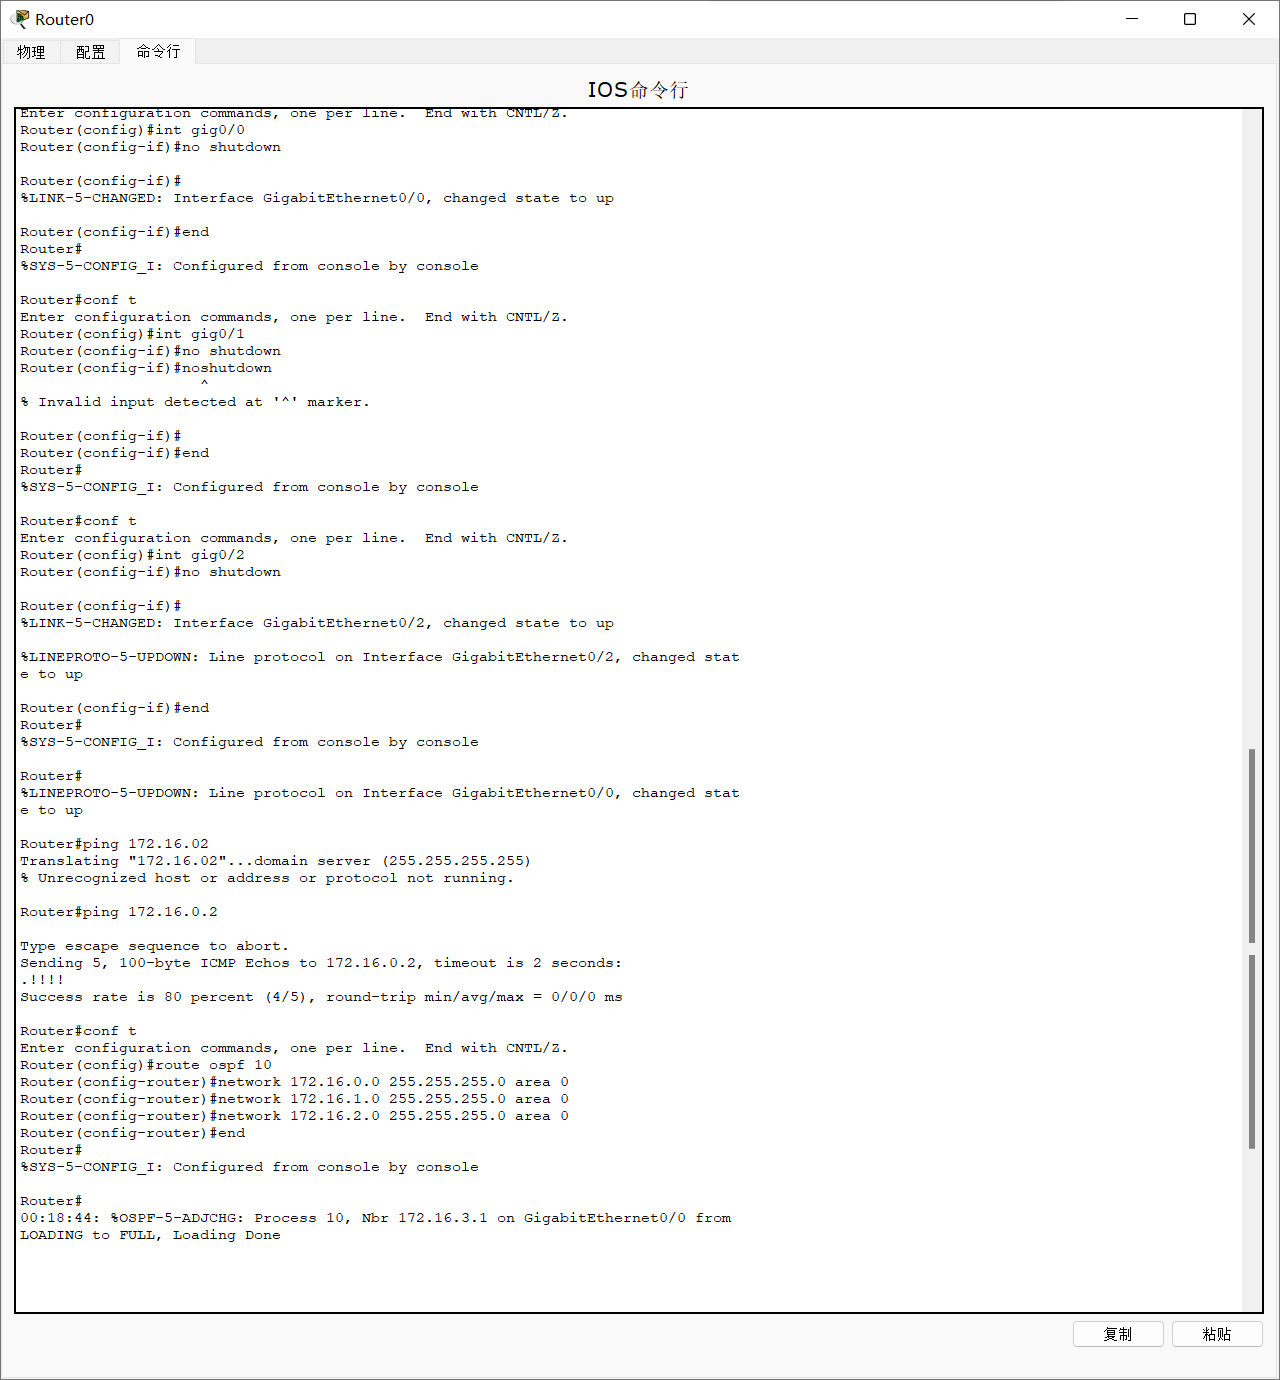 Router0
物理 配置 命令行
IOS命令行
Enter configuration commands, one per line.  End with CNTL/Z.
Router(config)#int gig0/0
Router(config-if)#no shutdown
Router(config-if)#
%LINK-5-CHANGED: Interface GigabitEthernet0/0, changed state to up
Router(config-if)#end
Router#
%SYS-5-CONFIG_I: Configured from console by console
Router#conf t
Enter configuration commands, one per line.  End with CNTL/Z.
Router(config)#int gig0/1
Router(config-if)#no shutdown
Router(config-if)#noshutdown
^
% Invalid input detected at '^' marker.
Router(config-if)#
Router(config-if)#end
Router#
%SYS-5-CONFIG_I: Configured from console by console
Router#conf t
Enter configuration commands, one per line.  End with CNTL/Z.
Router(config)#int gig0/2
Router(config-if)#no shutdown
Router(config-if)#
%LINK-5-CHANGED: Interface GigabitEthernet0/2, changed state to up
%LINEPROTO-5-UPDOWN: Line protocol on Interface GigabitEthernet0/2, changed stat
e to up
Router(config-if)#end
Router#
%SYS-5-CONFIG_I: Configured from console by console
Router#
%LINEPROTO-5-UPDOWN: Line protocol on Interface GigabitEthernet0/0, changed stat
e to up
Router#ping 172.16.02
Translating "172.16.02"...domain server (255.255.255.255)
% Unrecognized host or address or protocol not running.
Router#ping 172.16.0.2
Type escape sequence to abort.
Sending 5, 100-byte ICMP Echos to 172.16.0.2, timeout is 2 seconds:
.!!!!
Success rate is 80 percent (4/5), round-trip min/avg/max = 0/0/0 ms
Router#conf t
Enter configuration commands, one per line.  End with CNTL/Z.
Router(config)#route ospf 10
Router(config-router)#network 172.16.0.0 255.255.255.0 area 0
Router(config-router)#network 172.16.1.0 255.255.255.0 area 0
Router(config-router)#network 172.16.2.0 255.255.255.0 area 0
Router(config-router)#end
Router#
%SYS-5-CONFIG_I: Configured from console by console
Router#
00:18:44: %OSPF-5-ADJCHG: Process 10, Nbr 172.16.3.1 on GigabitEthernet0/0 from
LOADING to FULL, Loading Done
复制 粘贴